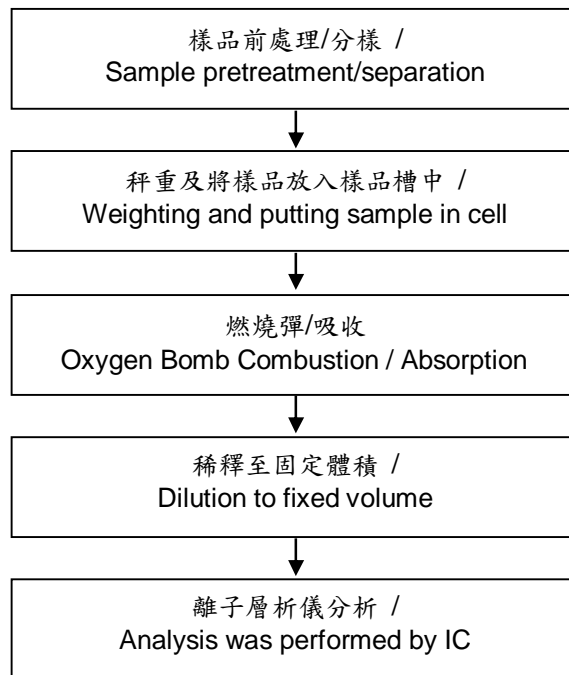 樣品前處理/分樣 /
Sample pretreatment/separation
秤重及將樣品放入樣品槽中 /
Weighting and putting sample in cell
燃燒彈/吸收
Oxygen Bomb Combustion / Absorption
稀釋至固定體積 /
Dilution to fixed volume
離子層析儀分析 /
Analysis was performed by IC